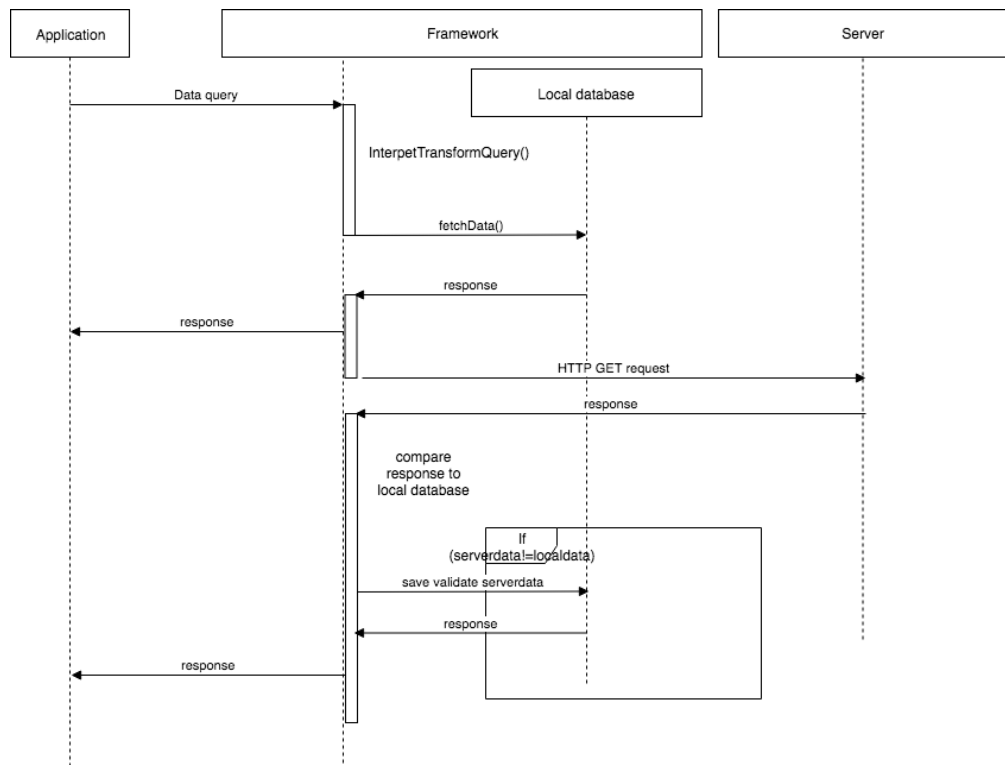 Application
Framework
Server
Local database
Data query
InterpetTransformQuery()
fetchData()
response
response
HTTP GET request
response
compare
response to
local database
If
(serverdata!=localdata)
save validate serverdata
response
response